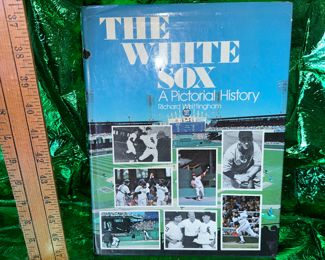 THE
WHITE
SOX
A Pictorial History
Richard Whittingham